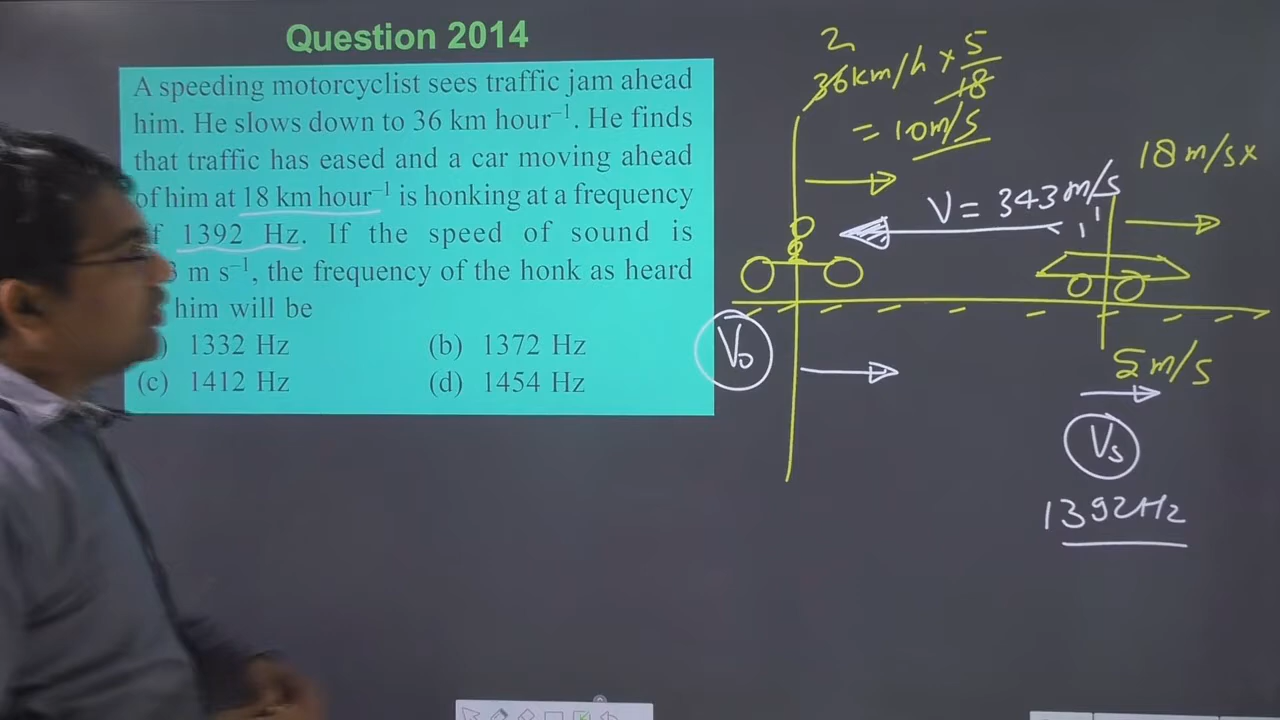 Question 2014
A speeding motorcyclist sees traffic jam ahead
him. He slows down to 36 km hour⁻¹. He finds
that traffic has eased and a car moving ahead
of him at 18 km hour⁻¹ is honking at a frequency
f 1392 Hz. If the speed of sound is
3 m s⁻¹, the frequency of the honk as heard
him will be
) 1332 Hz (b) 1372 Hz
(c) 1412 Hz (d) 1454 Hz
2
36km/h × 5/18
= 10m/s
18 m/s×
V = 343m/s
V₀
5 m/s
Vs
1392Hz